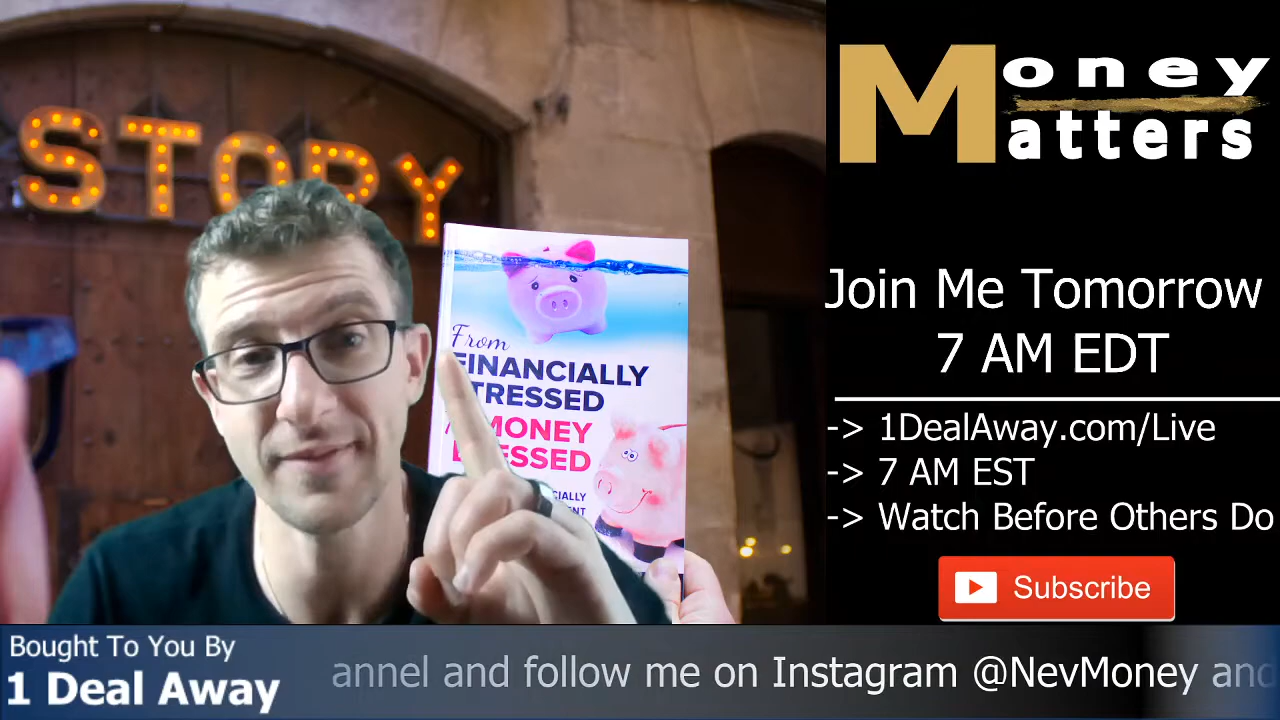 STORY
From
FINANCIALLY
STRESSED
MONEY
BLESSED
Money
Matters
Join Me Tomorrow
7 AM EDT
-> 1DealAway.com/Live
-> 7 AM EST
-> Watch Before Others Do
Subscribe
Bought To You By
1 Deal Away
annel and follow me on Instagram @NevMoney and